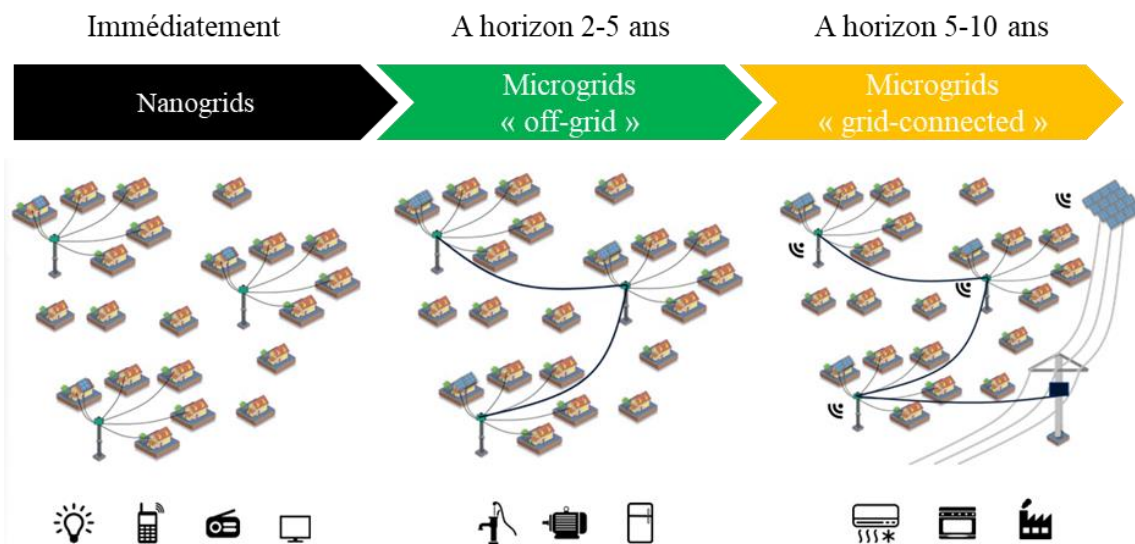 Immédiatement
A horizon 2-5 ans
A horizon 5-10 ans
Nanogrids
Microgrids
« off-grid »
Microgrids
« grid-connected »